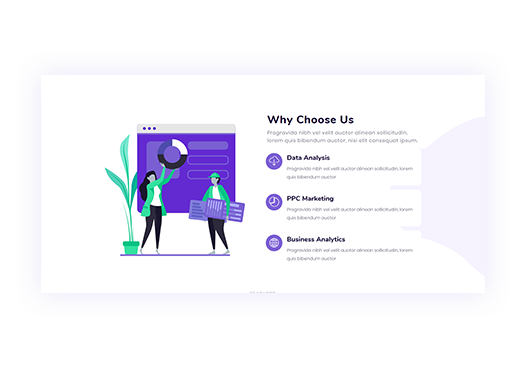 Why Choose Us
Progravida nibh vel velit auctor alinean sollicitudin,
lorem quis bibendum auctor, nisi elit consequat ipsum.
Data Analysis
Progravida nibh vel velit auctor alinean sollicitudin, lorem
quis bibendum auctor
PPC Marketing
Progravida nibh vel velit auctor alinean sollicitudin, lorem
quis bibendum auctor
Business Analytics
Progravida nibh vel velit auctor alinean sollicitudin, lorem
quis bibendum auctor